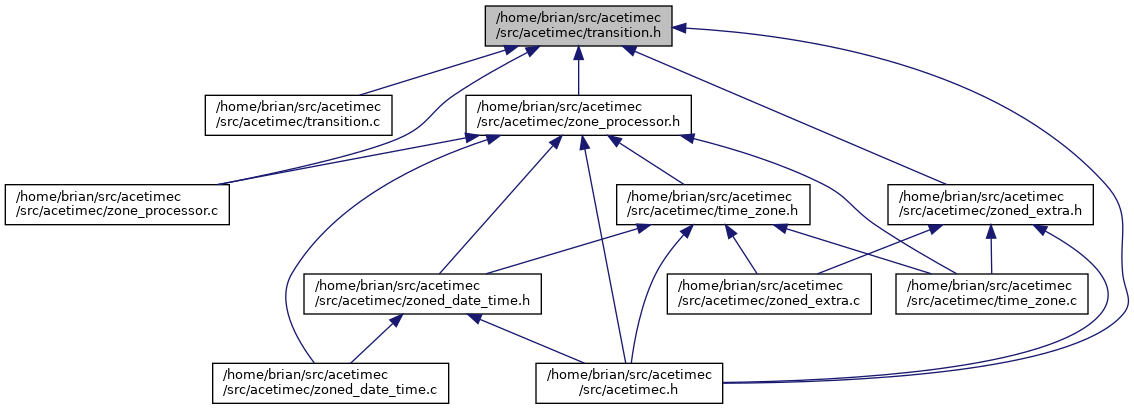 /home/brian/src/acetimec
/src/acetimec/transition.h
/home/brian/src/acetimec
/src/acetimec/transition.c
/home/brian/src/acetimec
/src/acetimec/zone_processor.h
/home/brian/src/acetimec
/src/acetimec/zone_processor.c
/home/brian/src/acetimec
/src/acetimec/time_zone.h
/home/brian/src/acetimec
/src/acetimec/zoned_extra.h
/home/brian/src/acetimec
/src/acetimec/zoned_date_time.h
/home/brian/src/acetimec
/src/acetimec/zoned_extra.c
/home/brian/src/acetimec
/src/acetimec/time_zone.c
/home/brian/src/acetimec
/src/acetimec/zoned_date_time.c
/home/brian/src/acetimec
/src/acetimec.h